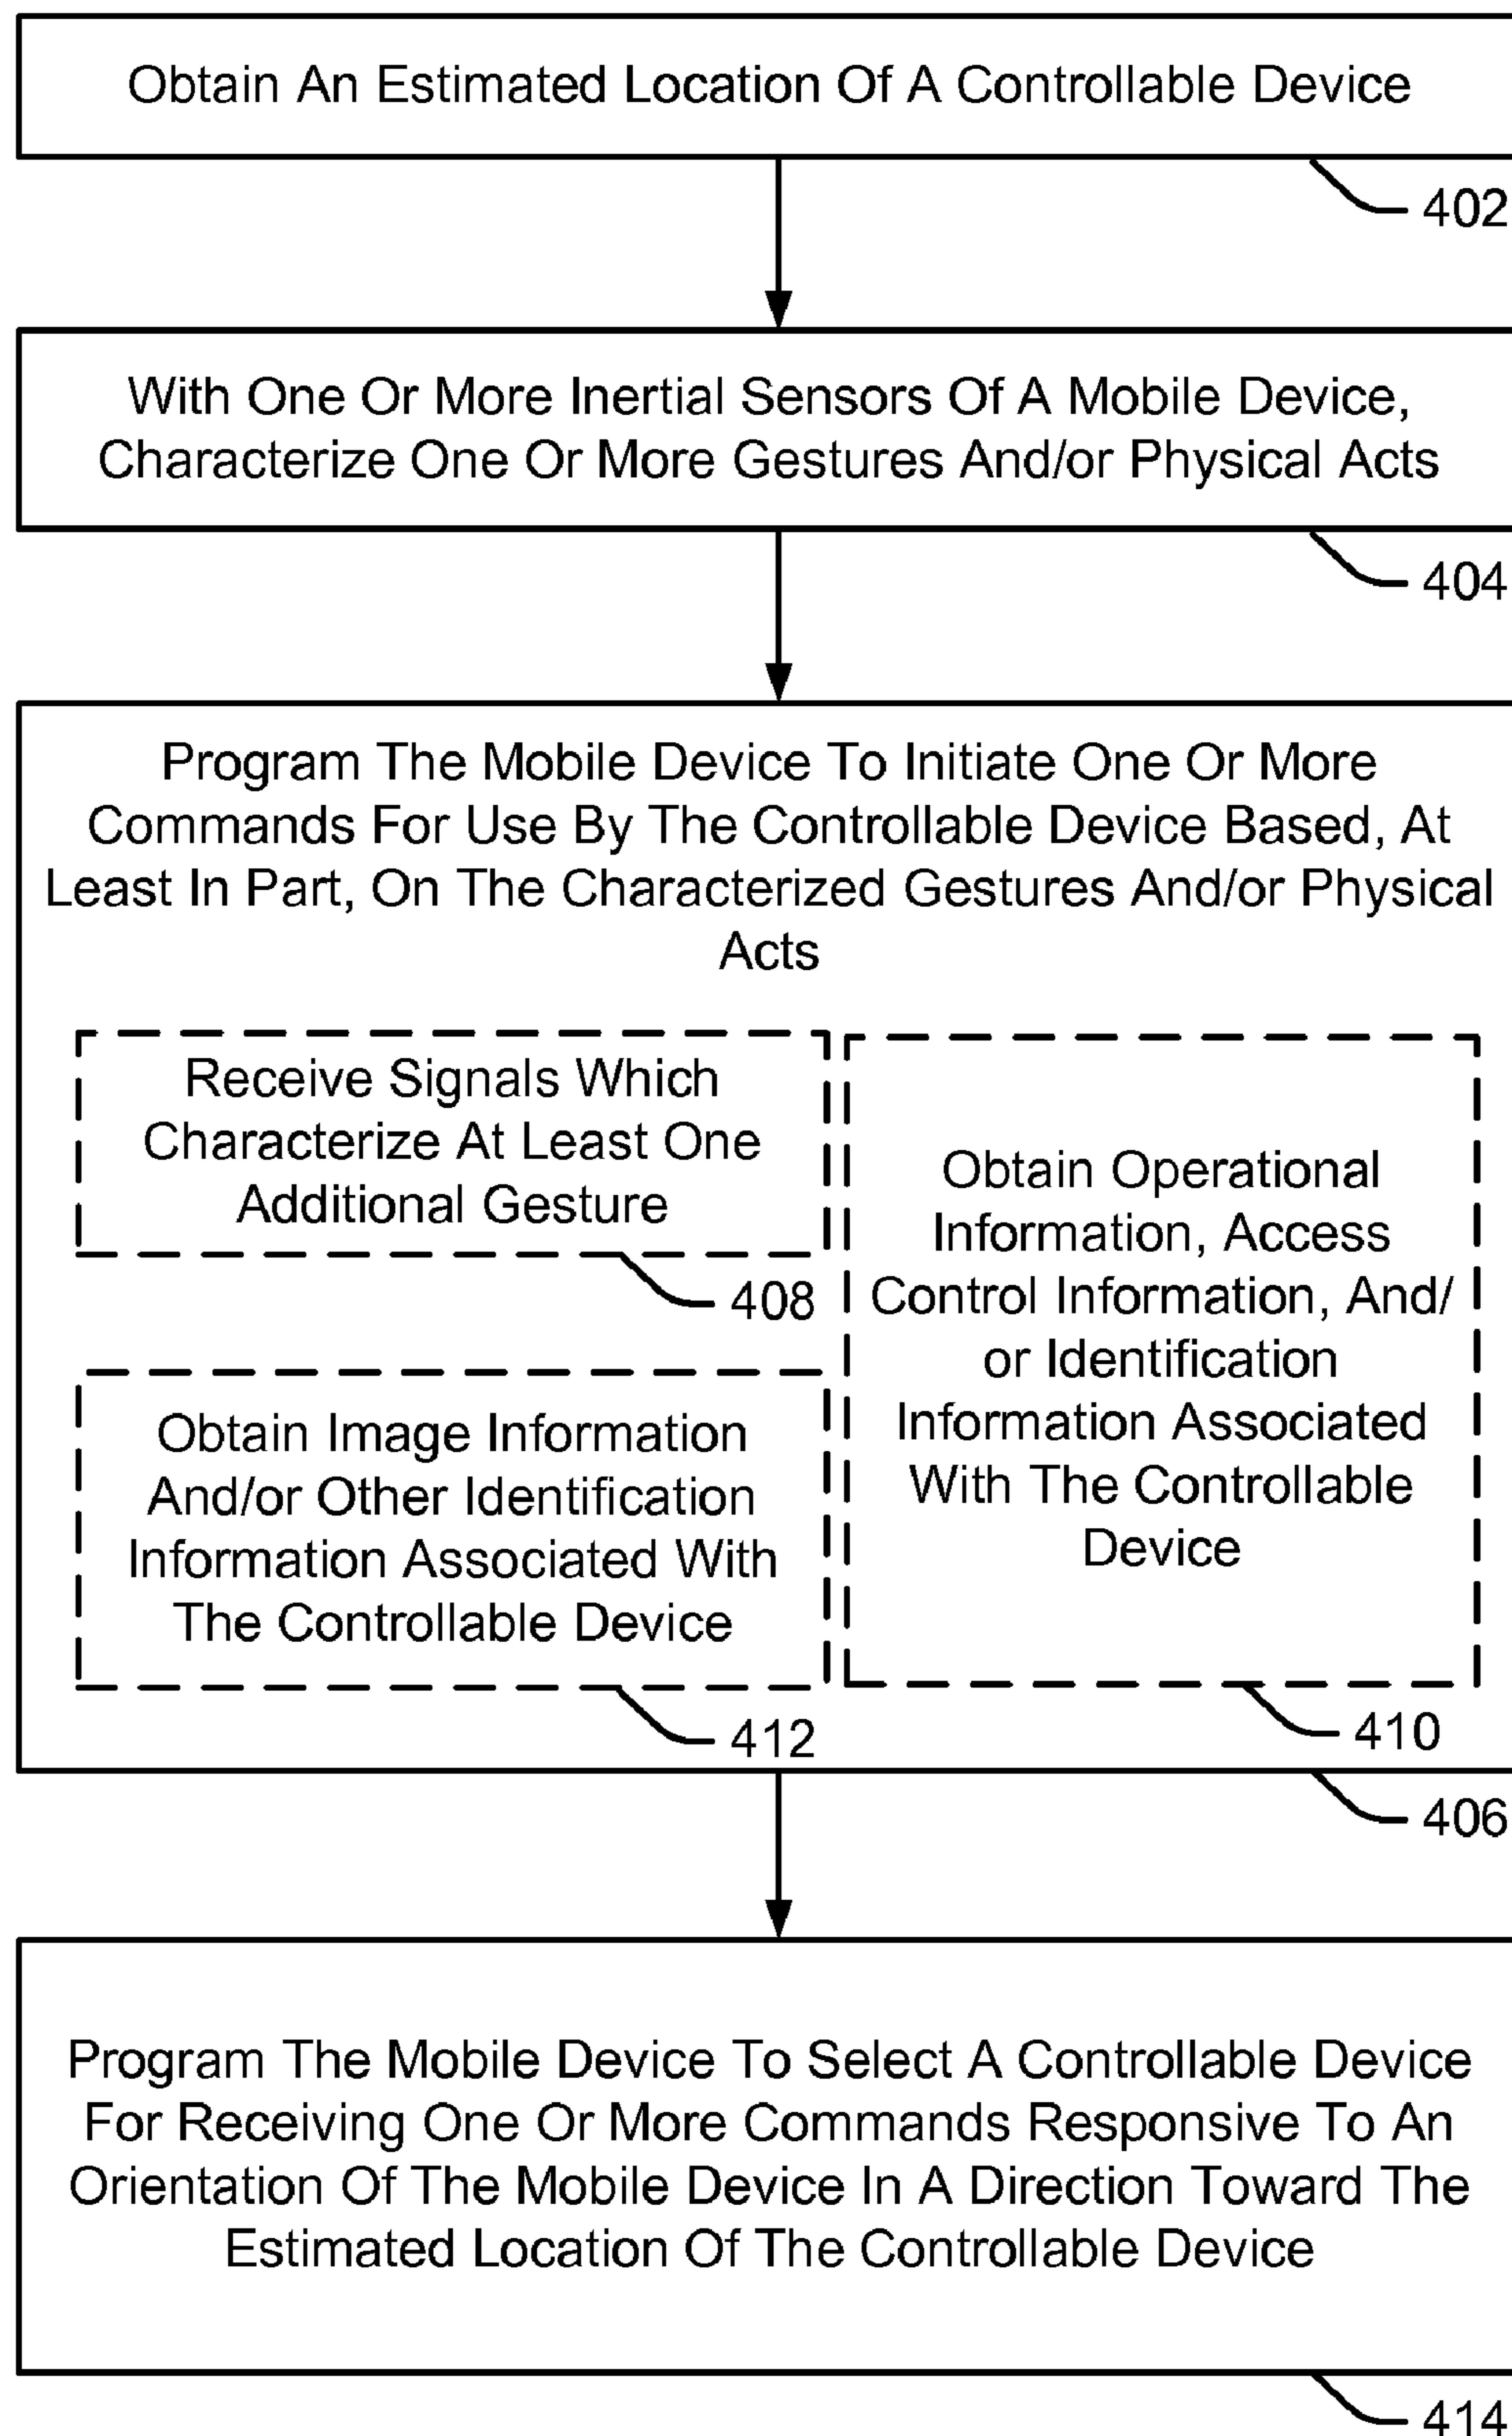 Obtain An Estimated Location Of A Controllable Device
402
With One Or More Inertial Sensors Of A Mobile Device,
Characterize One Or More Gestures And/or Physical Acts
404
Program The Mobile Device To Initiate One Or More
Commands For Use By The Controllable Device Based, At
Least In Part, On The Characterized Gestures And/or Physical
Acts
Receive Signals Which
Characterize At Least One
Additional Gesture
408
Obtain Operational
Information, Access
Control Information, And/
or Identification
Information Associated
With The Controllable
Device
410
Obtain Image Information
And/or Other Identification
Information Associated With
The Controllable Device
412
406
Program The Mobile Device To Select A Controllable Device
For Receiving One Or More Commands Responsive To An
Orientation Of The Mobile Device In A Direction Toward The
Estimated Location Of The Controllable Device
414